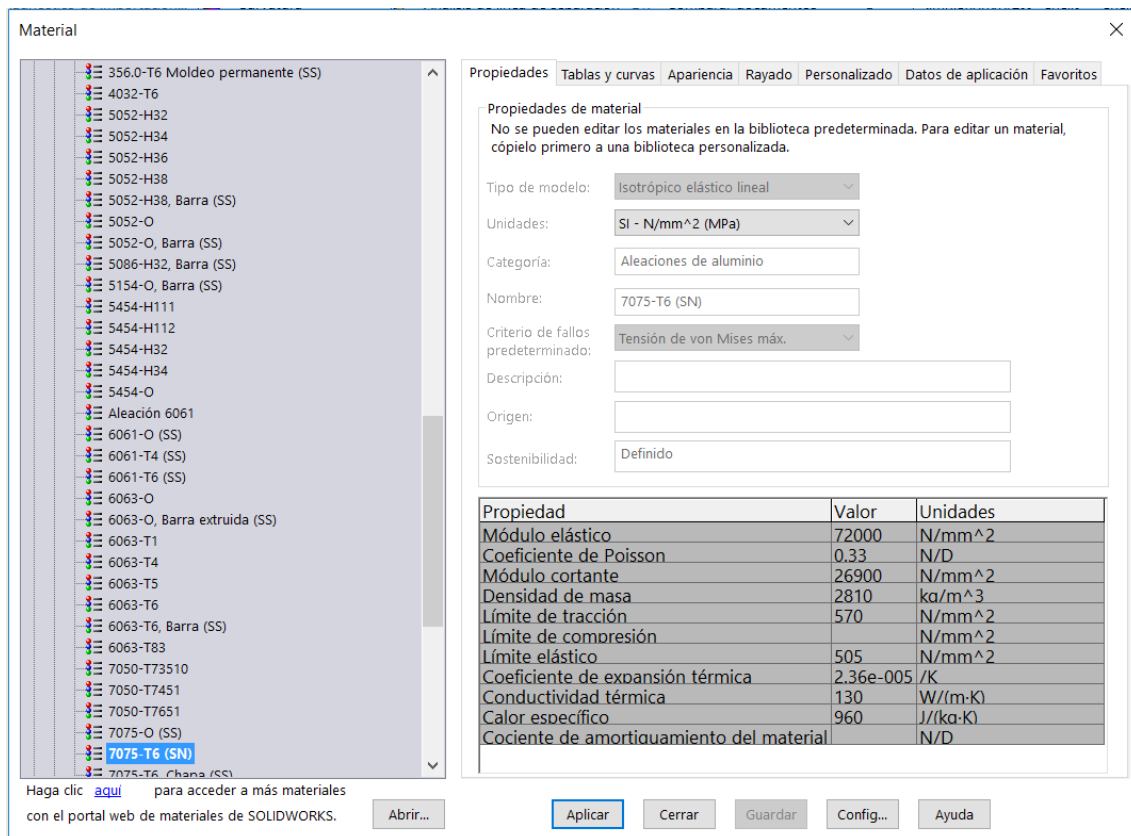 Material
356.0-T6 Moldeo permanente (SS)
4032-T6
5052-H32
5052-H34
5052-H36
5052-H38
5052-H38, Barra (SS)
5052-O
5052-O, Barra (SS)
5086-H32, Barra (SS)
5154-O, Barra (SS)
5454-H111
5454-H112
5454-H32
5454-H34
5454-O
Aleación 6061
6061-O (SS)
6061-T4 (SS)
6061-T6 (SS)
6063-O
6063-O, Barra extruida (SS)
6063-T1
6063-T4
6063-T5
6063-T6
6063-T6, Barra (SS)
6063-T83
7050-T73510
7050-T7451
7050-T7651
7075-O (SS)
7075-T6 (SN)
7075-T6, Chapa (SS)
Haga clic aquí para acceder a más materiales
con el portal web de materiales de SOLIDWORKS.
Abrir...
Propiedades Tablas y curvas Apariencia Rayado Personalizado Datos de aplicación Favoritos
Propiedades de material
No se pueden editar los materiales en la biblioteca predeterminada. Para editar un material,
cópielo primero a una biblioteca personalizada.
Tipo de modelo: Isotrópico elástico lineal
Unidades: SI - N/mm^2 (MPa)
Categoría: Aleaciones de aluminio
Nombre: 7075-T6 (SN)
Criterio de fallos
predeterminado: Tensión de von Mises máx.
Descripción:
Origen:
Sostenibilidad: Definido
Propiedad Valor Unidades
Módulo elástico 72000 N/mm^2
Coeficiente de Poisson 0.33 N/D
Módulo cortante 26900 N/mm^2
Densidad de masa 2810 kg/m^3
Límite de tracción 570 N/mm^2
Límite de compresión N/mm^2
Límite elástico 505 N/mm^2
Coeficiente de expansión térmica 2.36e-005 /K
Conductividad térmica 130 W/(m·K)
Calor específico 960 J/(kg·K)
Cociente de amortiguamiento del material N/D
Aplicar Cerrar Guardar Config... Ayuda